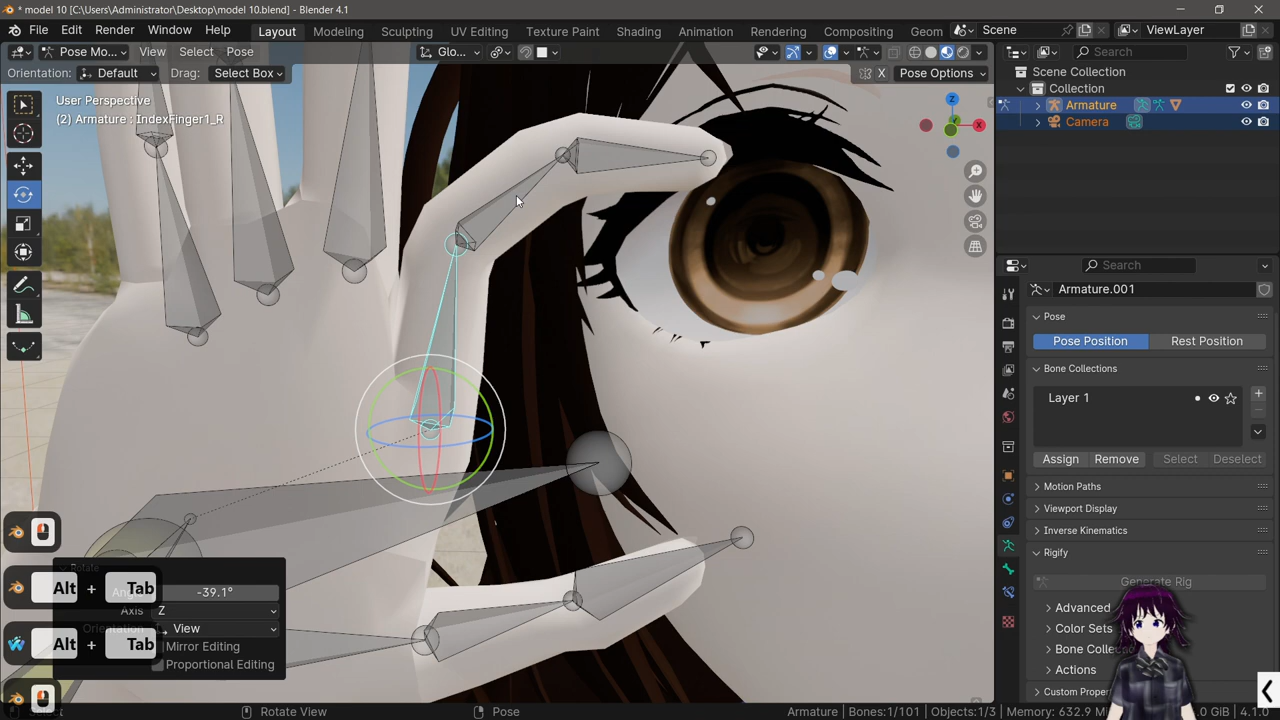 * model 10 [C:\Users\Administrator\Desktop\model 10.blend] - Blender 4.1
File Edit Render Window Help Layout Modeling Sculpting UV Editing Texture Paint Shading Animation Rendering Compositing Geom Scene ViewLayer
Pose Mo... View Select Pose Glo... Search
Orientation: Default Drag: Select Box X Pose Options
Scene Collection
Collection
Armature
Camera
User Perspective
(2) Armature : IndexFinger1_R
Z
X
Search
Armature.001
Pose
Pose Position Rest Position
Bone Collections
Layer 1
Assign Remove Select Deselect
Motion Paths
Viewport Display
Inverse Kinematics
Rigify
Generate Rig
Advanced
Color Sets
Bone Collec
Actions
Custom Proper
Alt + Tab
-39.1°
Axis Z
View
Alt + Tab
Mirror Editing
Proportional Editing
Rotate View
Pose
Armature | Bones:1/101 | Objects:1/3 | Memory: 632.9 M
GiB | 4.1.0